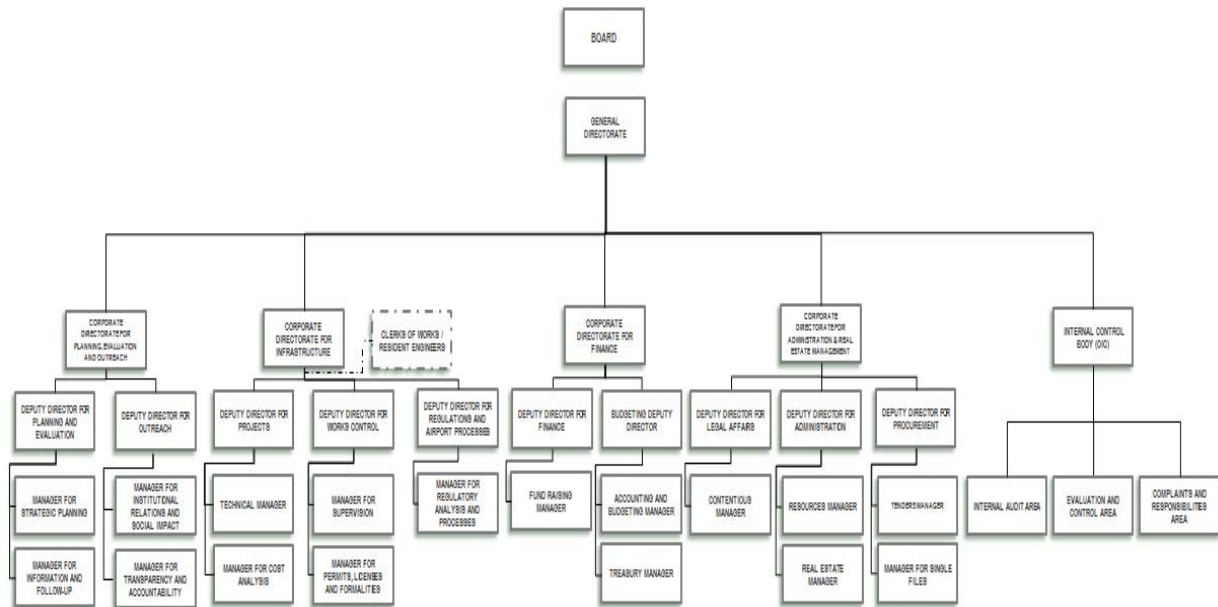 BOARD
GENERAL
DIRECTORATE
CORPORATE
DIRECTORATE FOR
PLANNING, EVALUATION
AND OUTREACH
CORPORATE
DIRECTORATE FOR
INFRASTRUCTURE
CLERKS OF WORKS /
RESIDENT ENGINEERS
CORPORATE
DIRECTORATE FOR
FINANCE
CORPORATE
DIRECTORATE FOR
ADMINISTRATION & REAL
ESTATE MANAGEMENT
INTERNAL CONTROL
BODY (OIC)
DEPUTY DIRECTOR FOR
PLANNING AND
EVALUATION
DEPUTY DIRECTOR FOR
OUTREACH
DEPUTY DIRECTOR FOR
PROJECTS
DEPUTY DIRECTOR FOR
WORKS CONTROL
DEPUTY DIRECTOR FOR
REGULATIONS AND
AIRPORT PROCESSES
DEPUTY DIRECTOR FOR
FINANCE
BUDGETING DEPUTY
DIRECTOR
DEPUTY DIRECTOR FOR
LEGAL AFFAIRS
DEPUTY DIRECTOR FOR
ADMINISTRATION
DEPUTY DIRECTOR FOR
PROCUREMENT
MANAGER FOR
STRATEGIC PLANNING
MANAGER FOR
INSTITUTIONAL
RELATIONS AND
SOCIAL IMPACT
TECHNICAL MANAGER
MANAGER FOR
SUPERVISION
MANAGER FOR
REGULATORY
ANALYSIS AND
PROCESSES
FUND RAISING
MANAGER
ACCOUNTING AND
BUDGETING MANAGER
CONTENTIOUS
MANAGER
RESOURCES MANAGER
TENDERS MANAGER
INTERNAL AUDIT AREA
EVALUATION AND
CONTROL AREA
COMPLAINTS AND
RESPONSIBILITIES
AREA
MANAGER FOR
INFORMATION AND
FOLLOW-UP
MANAGER FOR
TRANSPARENCY AND
ACCOUNTABILITY
MANAGER FOR COST
ANALYSIS
MANAGER FOR
PERMITS, LICENSES
AND FORMALITIES
TREASURY MANAGER
REAL ESTATE
MANAGER
MANAGER FOR SINGLE
FILES